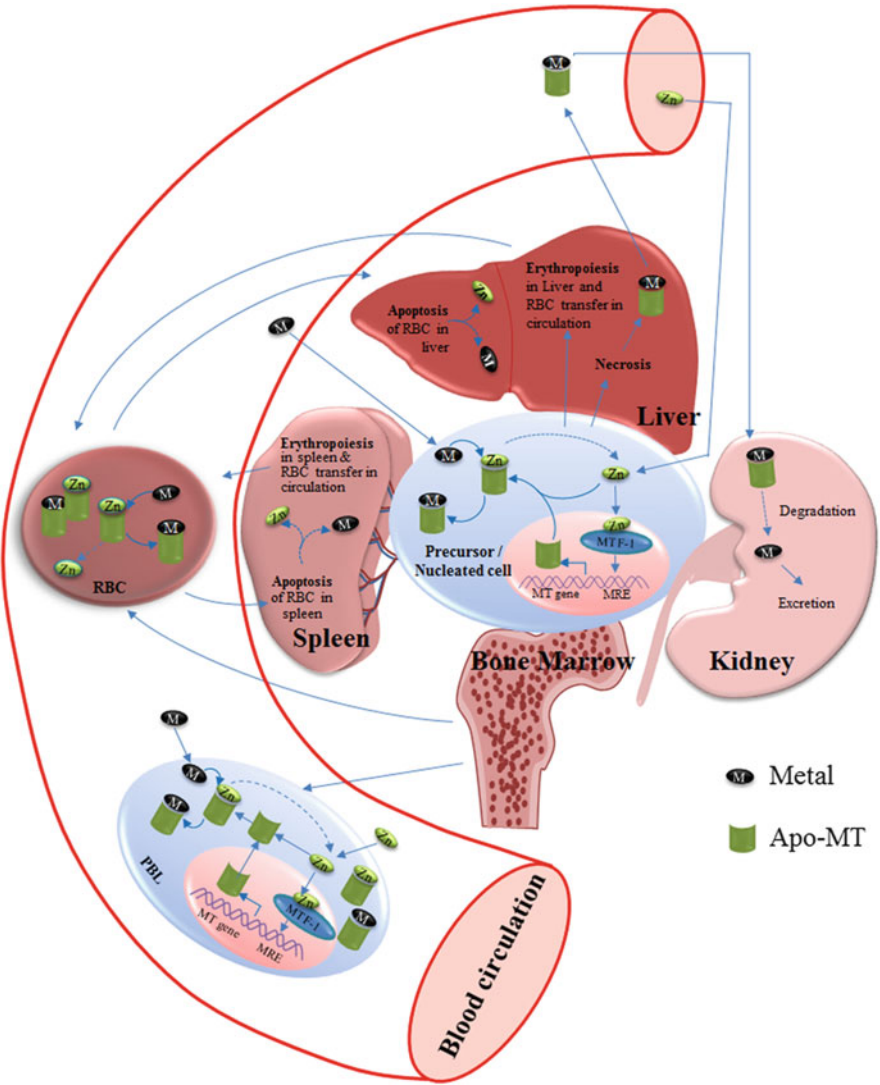 M
Zn
Erythropoiesis
in Liver and
RBC transfer in
circulation
Zn
Apoptosis
of RBC in
liver
M
M
Necrosis
Liver
M
Erythropoiesis
in spleen &
RBC transfer in
circulation
Zn
M
Apoptosis
of RBC in
spleen
Spleen
M
Zn
Zn
M
Zn
MTF-1
Precursor /
Nucleated cell
MT gene
MRE
Bone Marrow
M
Degradation
M
Excretion
Kidney
Zn
M
M
Zn
M
Zn
RBC
M
M
Zn
M
Zn
Zn
Zn
Zn
M
MTF-1
MT gene
MRE
PBL
M
Metal
Apo-MT
Blood circulation